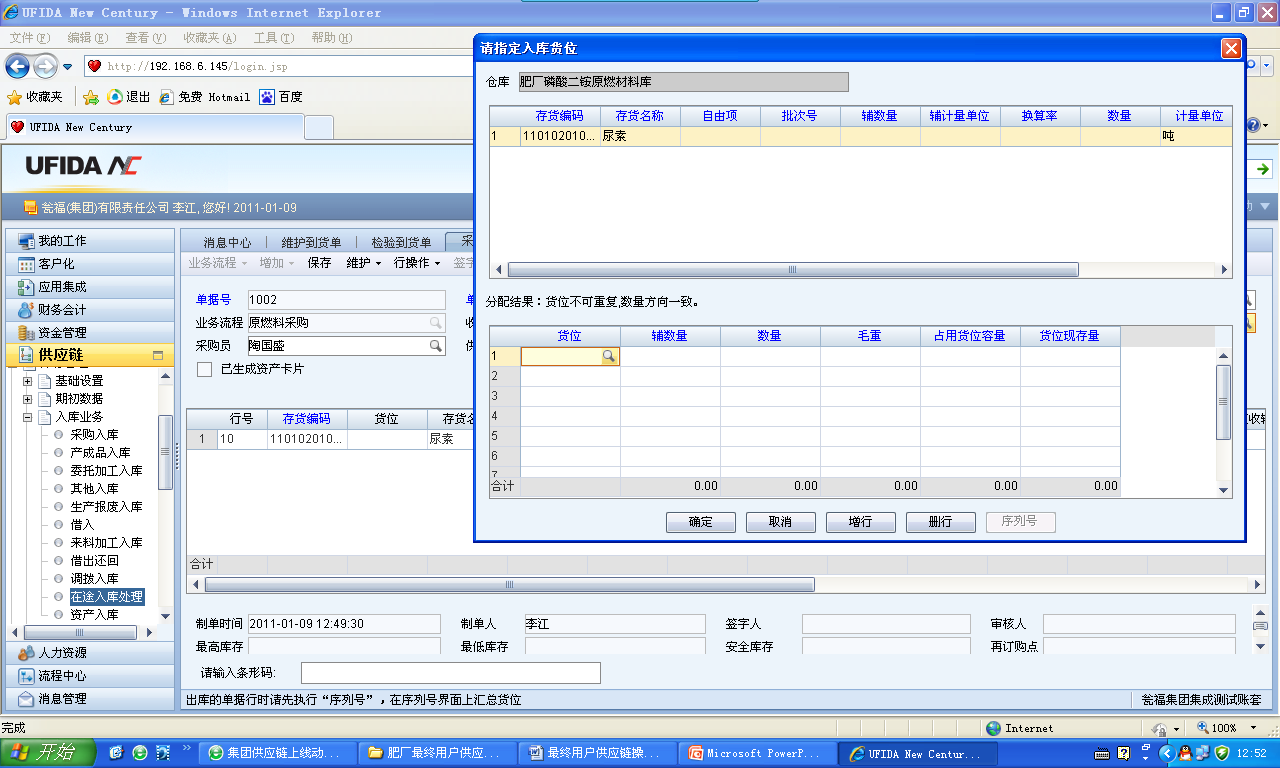 UFIDA New Century - Windows Internet Explorer
文件(F) 编辑(E) 查看(V) 收藏夹(A) 工具(T) 帮助(H)
http://192.168.6.145/login.jsp
收藏夹 退出 免费 Hotmail 百度
UFIDA New Century
UFIDA NC
瓮福(集团)有限责任公司 李江, 您好! 2011-01-09
我的工作
客户化
应用集成
财务会计
资金管理
供应链
基础设置
期初数据
入库业务
采购入库
产成品入库
委托加工入库
其他入库
生产报废入库
借入
来料加工入库
借出还回
调拨入库
在途入库处理
资产入库
人力资源
流程中心
消息管理
消息中心 维护到货单 检验到货单 采
业务流程 增加 保存 维护 行操作 签字
单据号 1002
业务流程 原燃料采购
采购员 陶国盛
已生成资产卡片
行号 存货编码 货位 存货名
1 10 110102010... 尿素
合计
请指定入库货位
仓库 肥厂磷酸二铵原燃材料库
存货编码 存货名称 自由项 批次号 辅数量 辅计量单位 换算率 数量 计量单位
1 110102010... 尿素 吨
分配结果：货位不可重复,数量方向一致。
货位 辅数量 数量 毛重 占用货位容量 货位现存量
1
2
3
4
5
6
7
合计 0.00 0.00 0.00 0.00 0.00
确定 取消 增行 删行 序列号
制单时间 2011-01-09 12:49:30 制单人 李江 签字人 审核人
最高库存 最低库存 安全库存 再订购点
请输入条形码:
出库的单据行时请先执行“序列号”，在序列号界面上汇总货位
瓮福集团集成测试账套
完成 Internet 100%
开始 集团供应链上线动... 肥厂最终用户供应... 最终用户供应链操... Microsoft PowerP... UFIDA New Centur... 12:52